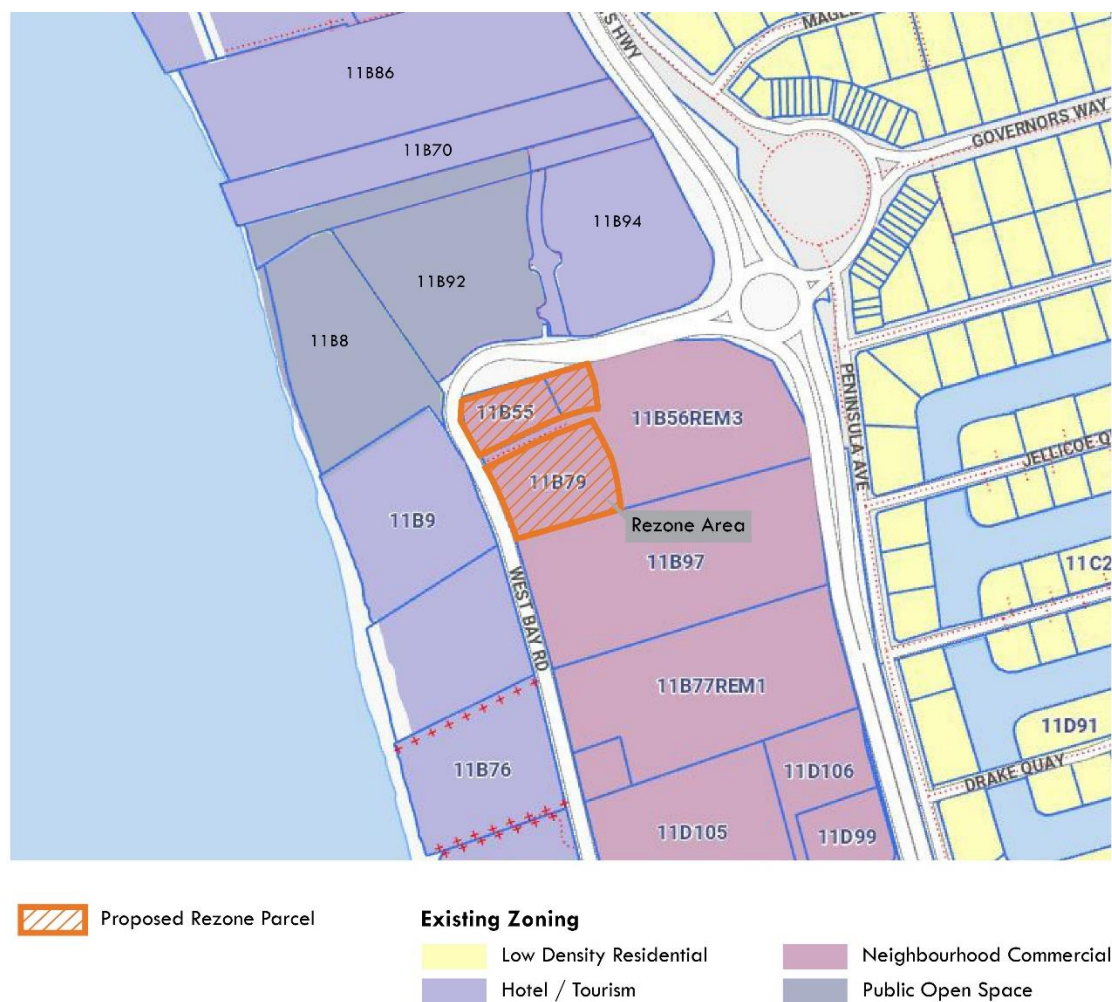 MAGEL
S HWY
11B86
GOVERNORS WAY
11B70
11B94
11B92
11B8
PENINSULA AVE
11B55
11B56REM3
JELLICOE Q
11B79
11B9
Rezone Area
11B97
11C2
WEST BAY RD
11B77REM1
11D91
11B76
11D106
DRAKE QUAY
11D105
11D99
Proposed Rezone Parcel
Existing Zoning
Low Density Residential
Neighbourhood Commercial
Hotel / Tourism
Public Open Space